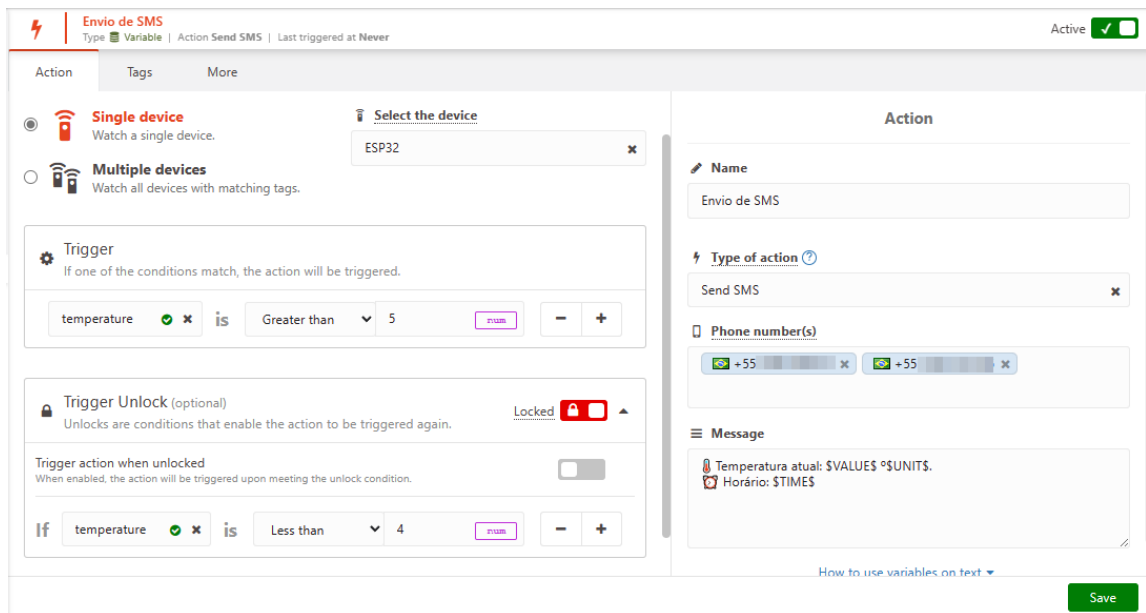 Envio de SMS
Type Variable | Action Send SMS | Last triggered at Never
Active
Action Tags More
Single device
Watch a single device.
Multiple devices
Watch all devices with matching tags.
Select the device
ESP32
Trigger
If one of the conditions match, the action will be triggered.
temperature is Greater than 5 num - +
Trigger Unlock (optional)
Unlocks are conditions that enable the action to be triggered again.
Locked
Trigger action when unlocked
When enabled, the action will be triggered upon meeting the unlock condition.
If temperature is Less than 4 num - +
Action
Name
Envio de SMS
Type of action ?
Send SMS
Phone number(s)
+55 +55
Message
🌡️ Temperatura atual: $VALUE$ º$UNIT$.
⏰ Horário: $TIME$
How to use variables on text
Save